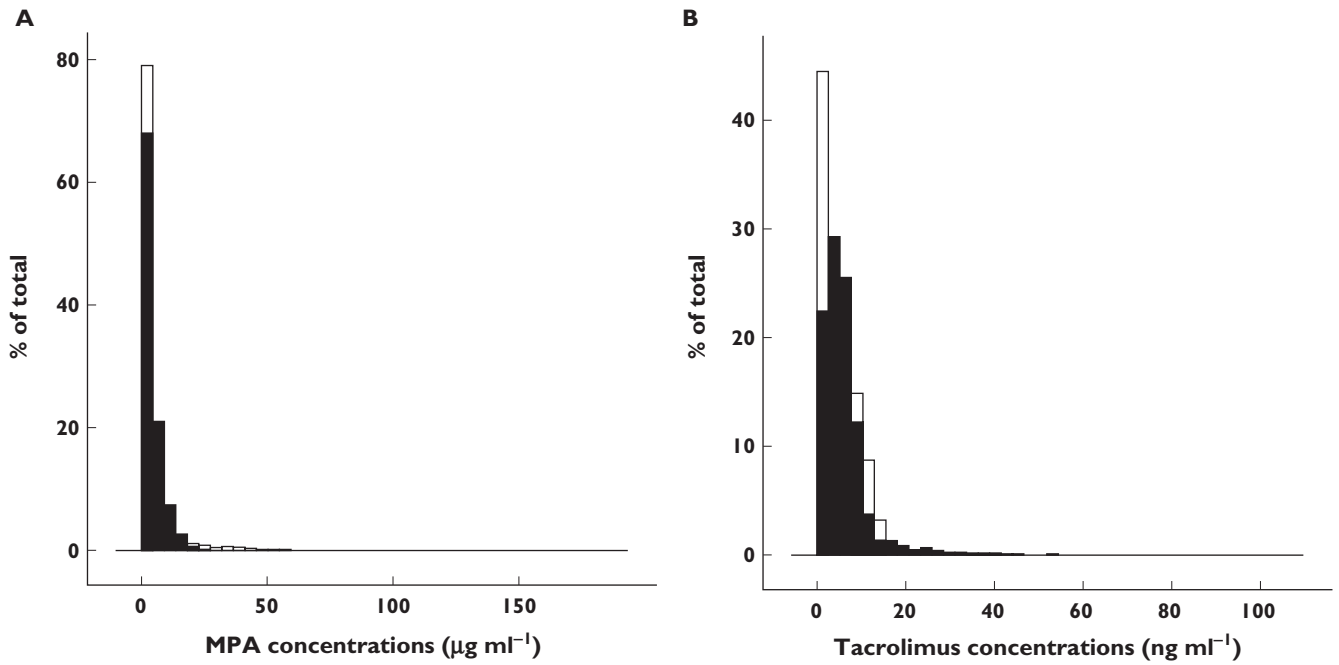 A
80
60
40
20
0
% of total
0 50 100 150
MPA concentrations (μg ml⁻¹)
B
40
30
20
10
0
% of total
0 20 40 60 80 100
Tacrolimus concentrations (ng ml⁻¹)